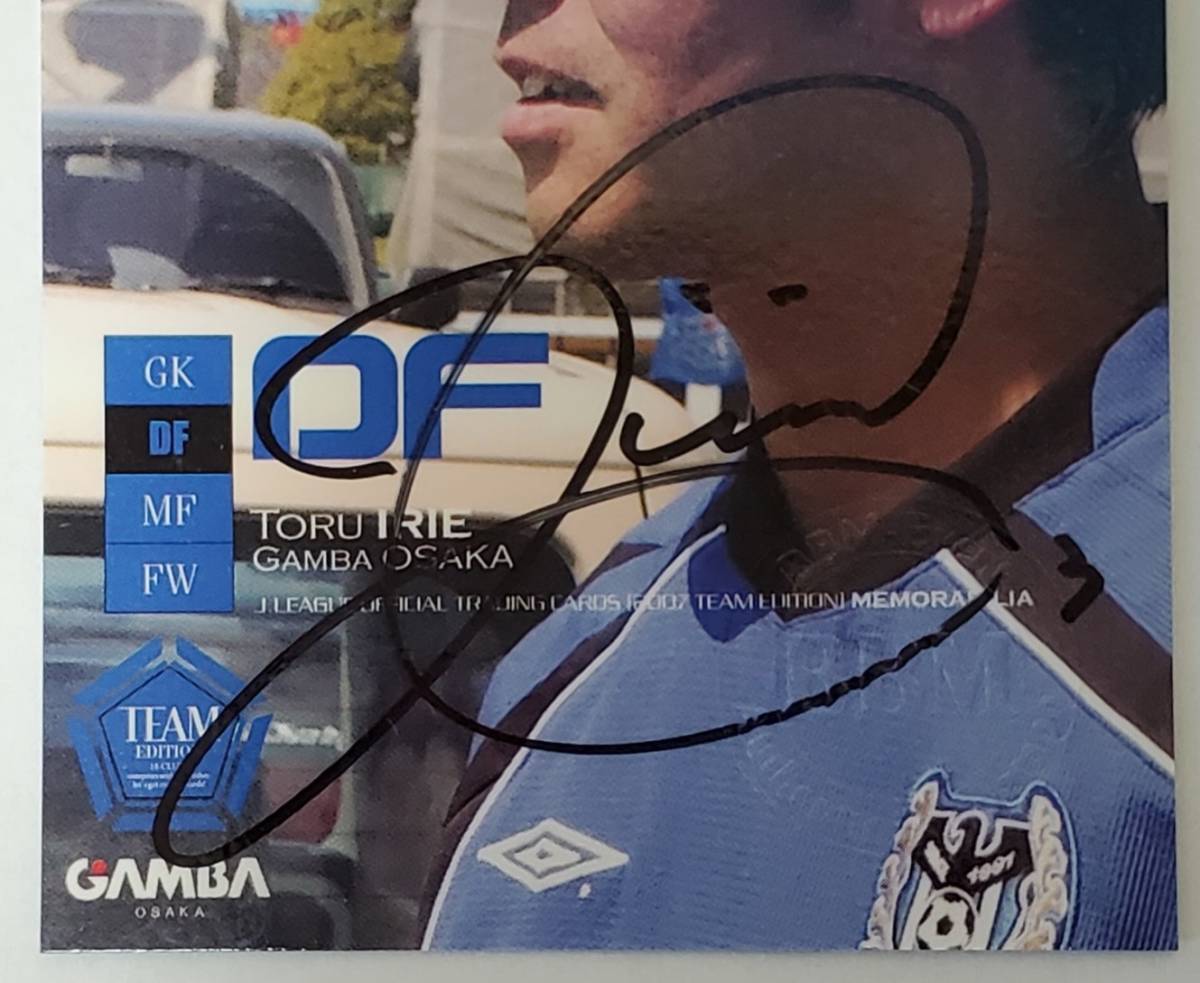 GK
DF
DF
MF
FW
TORU IRIE
GAMBA OSAKA
J.LEAGUE OFFICIAL TRADING CARDS [2007 TEAM EDITION] MEMORABILIA
TEAM
EDITION
GAMBA
OSAKA
1991